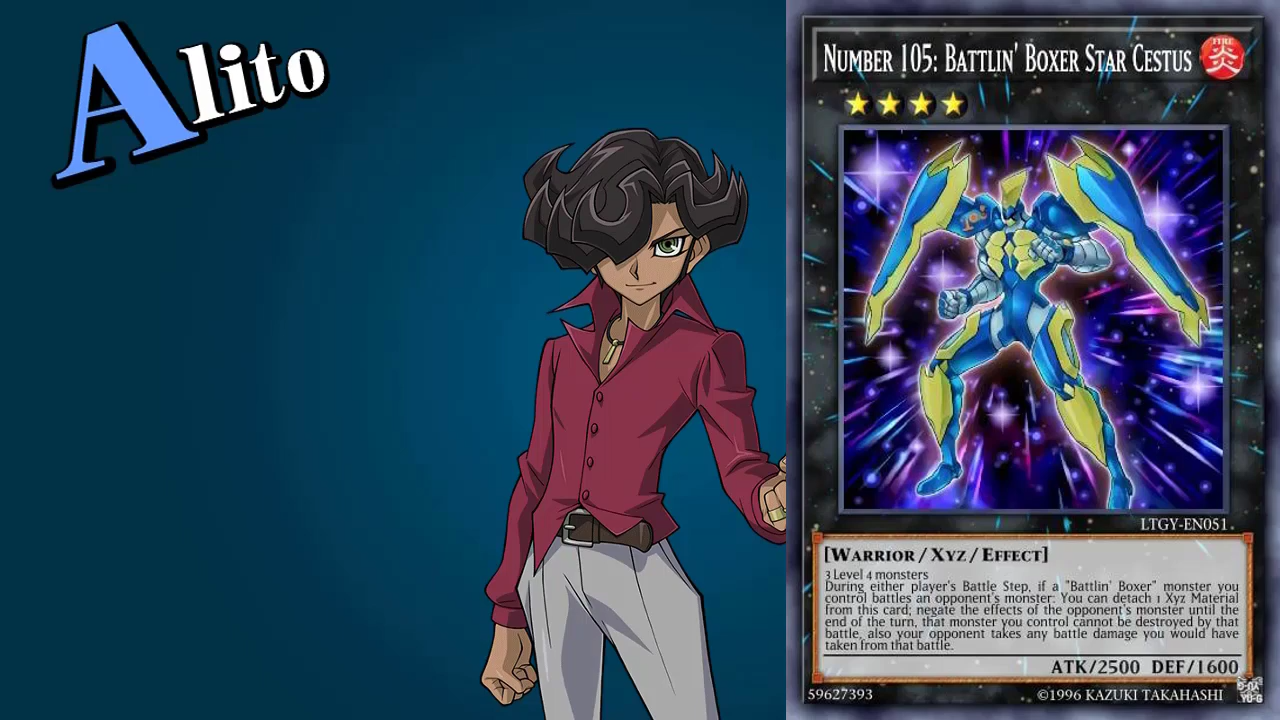 Alito
NUMBER 105: BATTLIN' BOXER STAR CESTUS
FIRE
炎
105
LTGY-EN051
[WARRIOR / XYZ / EFFECT]
3 Level 4 monsters
During either player's Battle Step, if a "Battlin' Boxer" monster you
control battles an opponent's monster: You can detach 1 Xyz Material
from this card; negate the effects of the opponent's monster until the
end of the turn, that monster you control cannot be destroyed by that
battle, also your opponent takes any battle damage you would have
taken from that battle.
ATK/2500 DEF/1600
59627393
©1996 KAZUKI TAKAHASHI